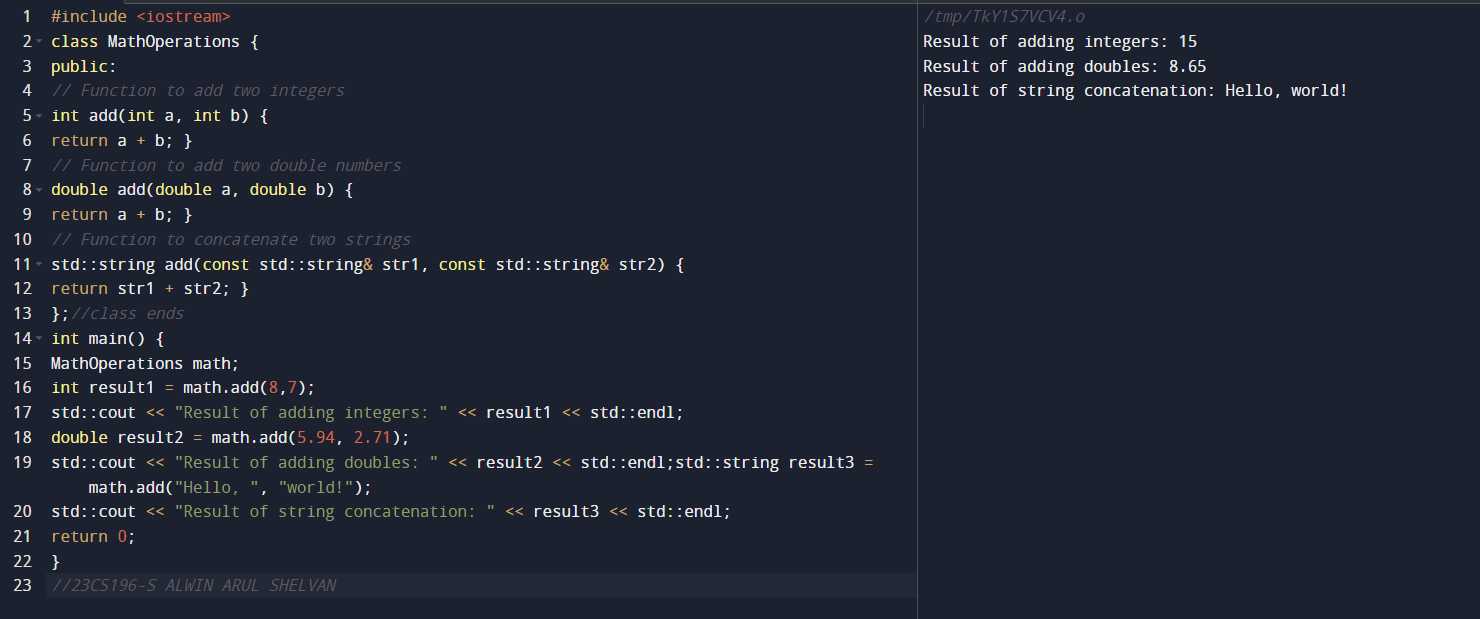 1 #include <iostream>
2 class MathOperations {
3 public:
4 // Function to add two integers
5 int add(int a, int b) {
6 return a + b; }
7 // Function to add two double numbers
8 double add(double a, double b) {
9 return a + b; }
10 // Function to concatenate two strings
11 std::string add(const std::string& str1, const std::string& str2) {
12 return str1 + str2; }
13 };//class ends
14 int main() {
15 MathOperations math;
16 int result1 = math.add(8,7);
17 std::cout << "Result of adding integers: " << result1 << std::endl;
18 double result2 = math.add(5.94, 2.71);
19 std::cout << "Result of adding doubles: " << result2 << std::endl;std::string result3 =
math.add("Hello, ", "world!");
20 std::cout << "Result of string concatenation: " << result3 << std::endl;
21 return 0;
22 }
23 //23CS196-S ALWIN ARUL SHELVAN
/tmp/TkY1S7VCV4.o
Result of adding integers: 15
Result of adding doubles: 8.65
Result of string concatenation: Hello, world!